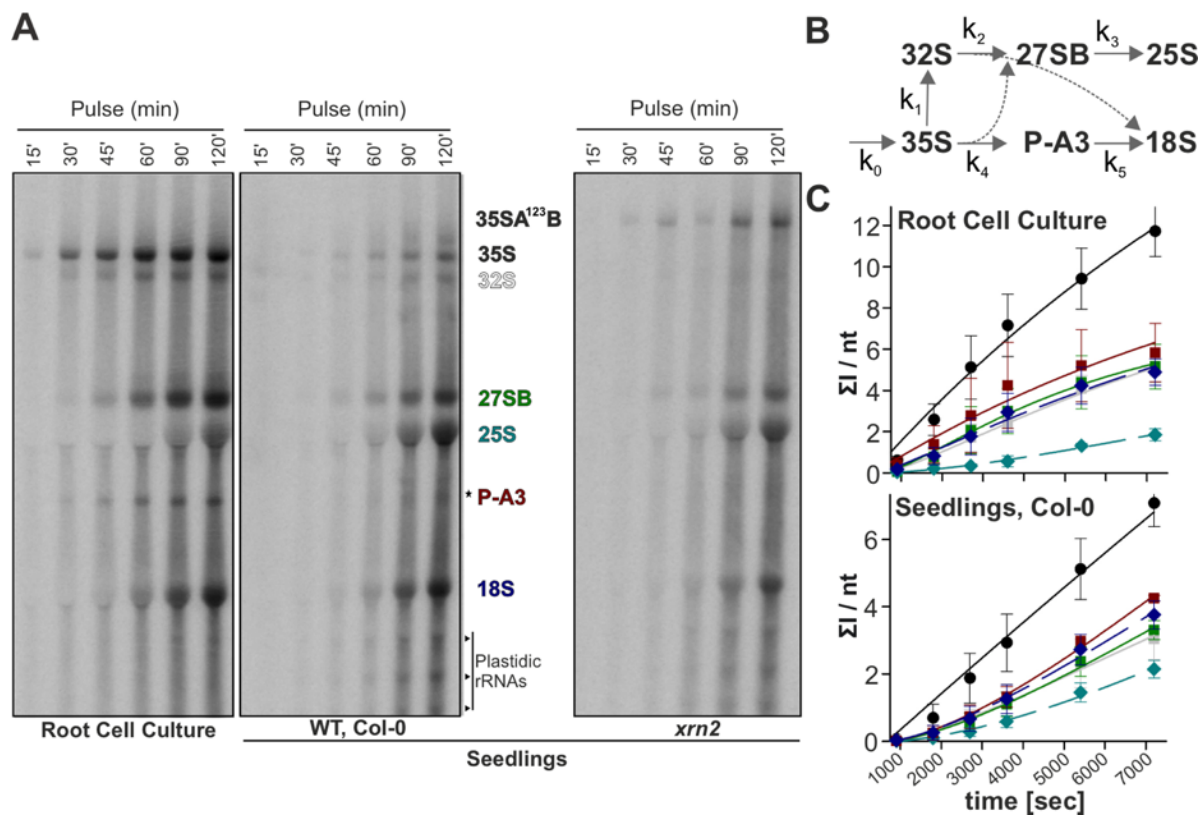 A
Pulse (min)
Pulse (min)
Pulse (min)
15' 30' 45' 60' 90' 120'
15' 30' 45' 60' 90' 120'
15' 30' 45' 60' 90' 120'
35SA¹²³B
35S
32S
27SB
25S
* P-A3
18S
Plastidic
rRNAs
Root Cell Culture
WT, Col-0
xrn2
Seedlings
B
k₂ k₃
32S 27SB 25S
k₁
35S P-A3 18S
k₀ k₄ k₅
C
Root Cell Culture
ΣI / nt
12
10
8
6
4
2
0
Seedlings, Col-0
ΣI / nt
6
4
2
0
1000 2000 3000 4000 5000 6000 7000
time [sec]